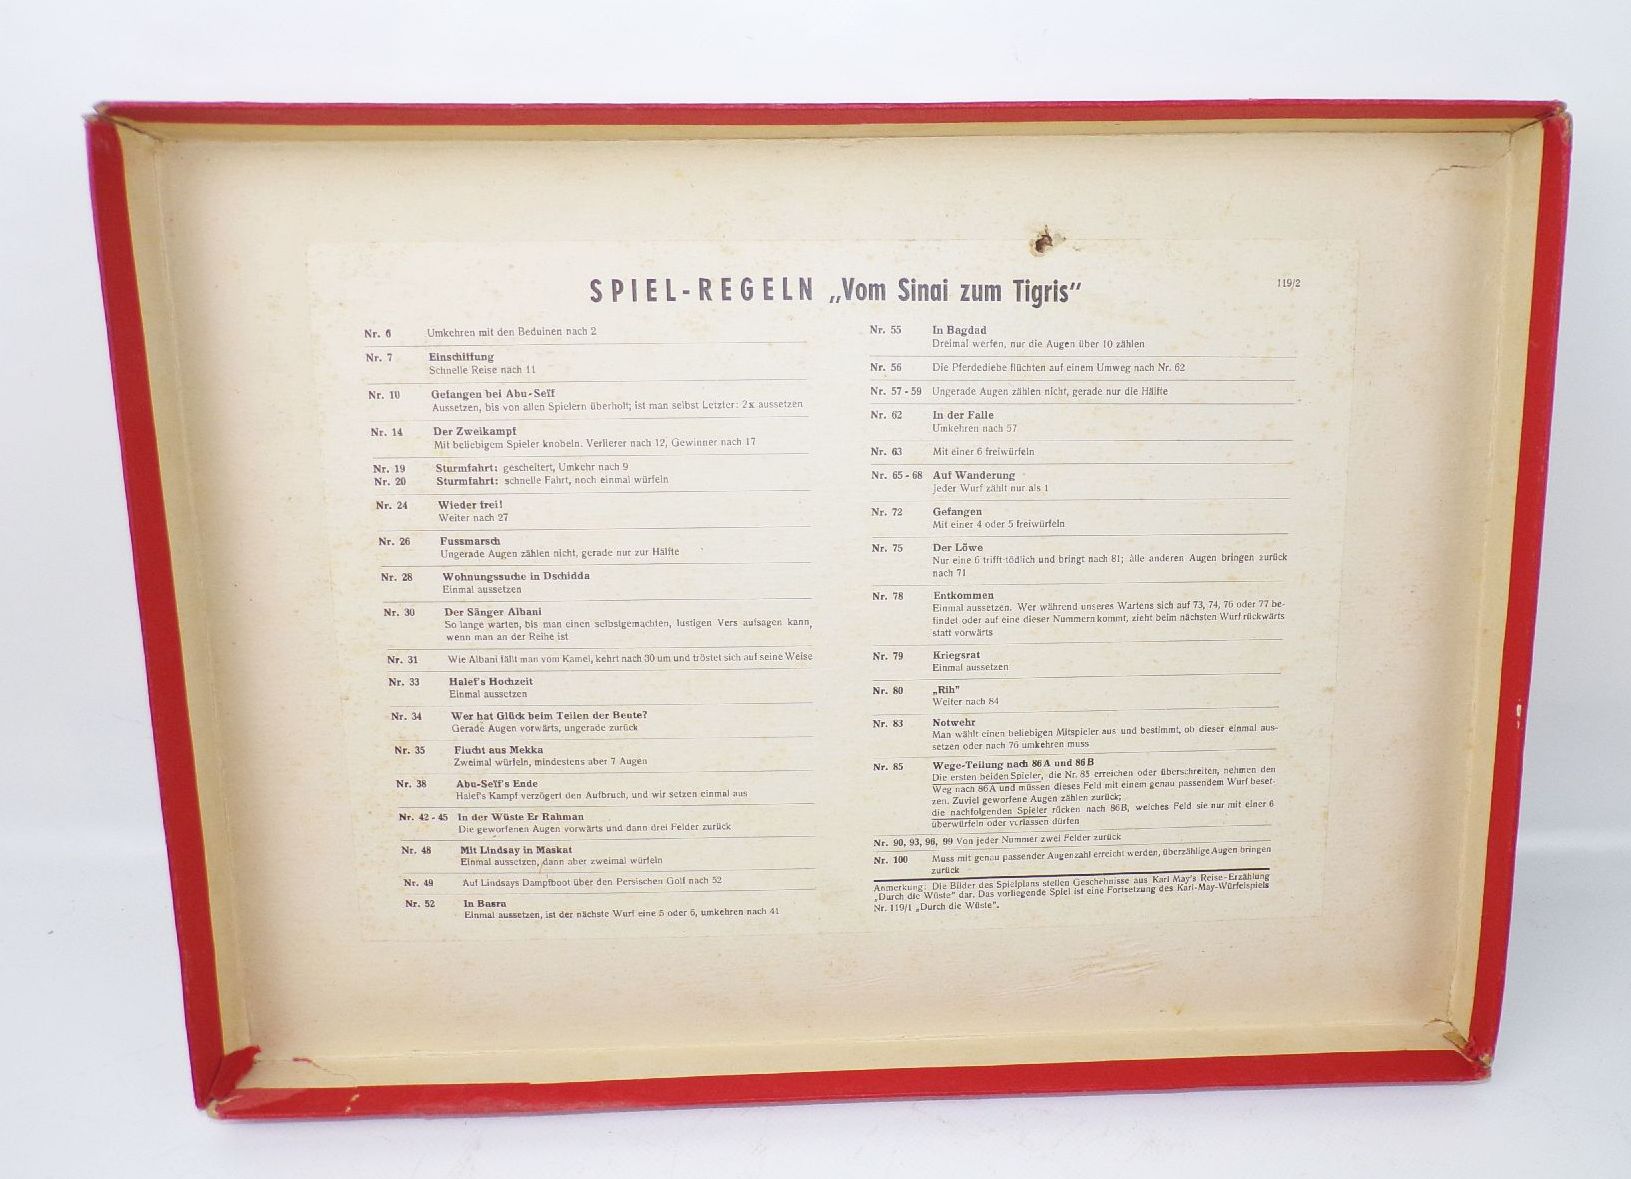 SPIEL-REGELN „Vom Sinai zum Tigris“
119/2
Nr. 6 Umkehren mit den Beduinen nach 2
Nr. 7 Einschiffung
Schnelle Reise nach 11
Nr. 10 Gefangen bei Abu-Seïf
Aussetzen, bis von allen Spielern überholt; ist man selbst Letzter: 2x aussetzen
Nr. 14 Der Zweikampf
Mit beliebigem Spieler knobeln. Verlierer nach 12, Gewinner nach 17
Nr. 19 Sturmfahrt: gescheitert, Umkehr nach 9
Nr. 20 Sturmfahrt: schnelle Fahrt, noch einmal würfeln
Nr. 24 Wieder frei!
Weiter nach 27
Nr. 26 Fussmarsch
Ungerade Augen zählen nicht, gerade nur zur Hälfte
Nr. 28 Wohnungssuche in Dschidda
Einmal aussetzen
Nr. 30 Der Sänger Albani
So lange warten, bis man einen selbstgemachten, lustigen Vers aufsagen kann,
wenn man an der Reihe ist
Nr. 31 Wie Albani fällt man vom Kamel, kehrt nach 30 um und tröstet sich auf seine Weise
Nr. 33 Halef's Hochzeit
Einmal aussetzen
Nr. 34 Wer hat Glück beim Teilen der Beute?
Gerade Augen vorwärts, ungerade zurück
Nr. 35 Flucht aus Mekka
Zweimal würfeln, mindestens aber 7 Augen
Nr. 38 Abu-Seïf's Ende
Halef's Kampf verzögert den Aufbruch, und wir setzen einmal aus
Nr. 42 - 45 In der Wüste Er Rahman
Die geworfenen Augen vorwärts und dann drei Felder zurück
Nr. 48 Mit Lindsay in Maskat
Einmal aussetzen, dann aber zweimal würfeln
Nr. 49 Auf Lindsays Dampfboot über den Persischen Golf nach 52
Nr. 52 In Basra
Einmal aussetzen, ist der nächste Wurf eine 5 oder 6, umkehren nach 41
Nr. 55 In Bagdad
Dreimal werfen, nur die Augen über 10 zählen
Nr. 56 Die Pferdediebe flüchten auf einem Umweg nach Nr. 62
Nr. 57 - 59 Ungerade Augen zählen nicht, gerade nur die Hälfte
Nr. 62 In der Falle
Umkehren nach 57
Nr. 63 Mit einer 6 freiwürfeln
Nr. 65 - 68 Auf Wanderung
Jeder Wurf zählt nur als 1
Nr. 72 Gefangen
Mit einer 4 oder 5 freiwürfeln
Nr. 75 Der Löwe
Nur eine 6 trifft tödlich und bringt nach 81; alle anderen Augen bringen zurück
nach 71
Nr. 78 Entkommen
Einmal aussetzen. Wer während unseres Wartens sich auf 73, 74, 76 oder 77 be-
findet oder auf eine dieser Nummern kommt, zieht beim nächsten Wurf rückwärts
statt vorwärts
Nr. 79 Kriegsrat
Einmal aussetzen
Nr. 80 „Rih“
Weiter nach 84
Nr. 83 Notwehr
Man wählt einen beliebigen Mitspieler aus und bestimmt, ob dieser einmal aus-
setzen oder nach 76 umkehren muss
Nr. 85 Wege-Teilung nach 86 A und 86 B
Die ersten beiden Spieler, die Nr. 85 erreichen oder überschreiten, nehmen den
Weg nach 86 A und müssen dieses Feld mit einem genau passendem Wurf beset-
zen. Zuviel geworfene Augen zählen zurück;
die nachfolgenden Spieler rücken nach 86 B, welches Feld sie nur mit einer 6
überwürfeln oder verlassen dürfen
Nr. 90, 93, 96, 99 Von jeder Nummer zwei Felder zurück
Nr. 100 Muss mit genau passender Augenzahl erreicht werden, überzählige Augen bringen
zurück
Anmerkung: Die Bilder des Spielplans stellen Geschehnisse aus Karl May's Reise-Erzählung
„Durch die Wüste“ dar. Das vorliegende Spiel ist eine Fortsetzung des Karl-May-Würfelspiels
Nr. 119/1 „Durch die Wüste“.